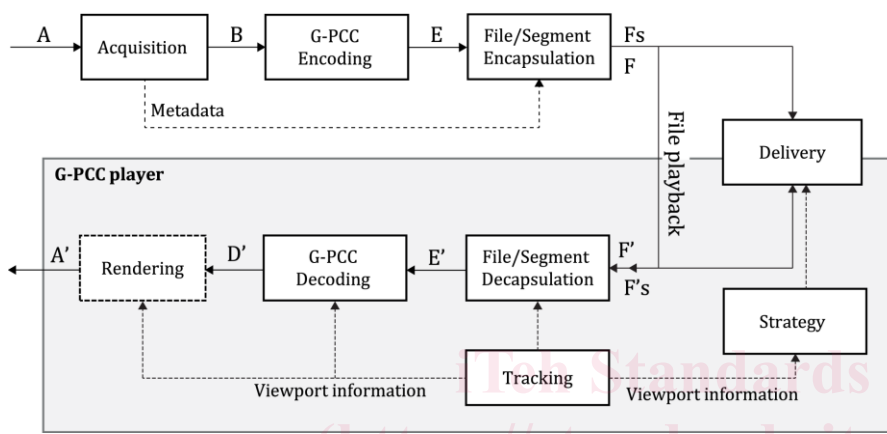 A
Acquisition
B
G-PCC
Encoding
E
File/Segment
Encapsulation
Fs
F
Metadata
File playback
Delivery
G-PCC player
A'
Rendering
D'
G-PCC
Decoding
E'
File/Segment
Decapsulation
F'
F's
Strategy
Tracking
Viewport information
Viewport information
iTeh Standards